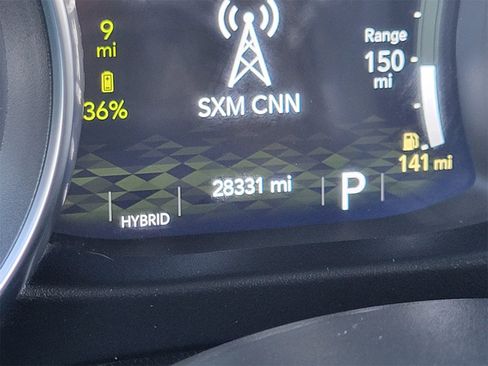 9
mi
36%
SXM CNN
Range
150
mi
141 mi
28331 mi
HYBRID
P